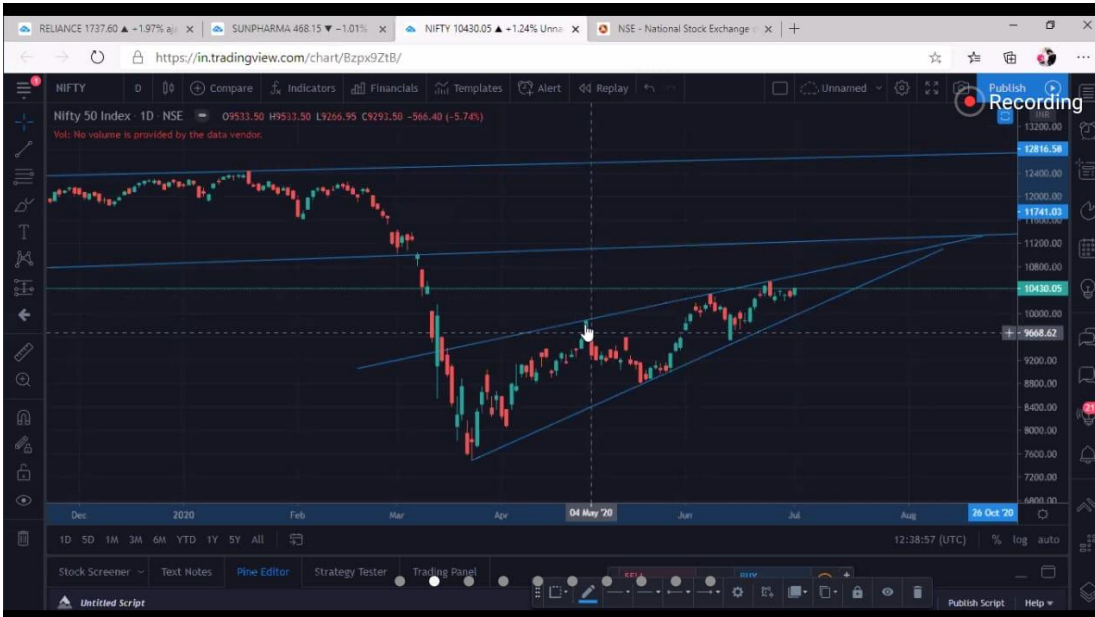 RELIANCE 1737.60 ▲ +1.97%
SUNPHARMA 468.15 ▼ −1.01%
NIFTY 10430.05 ▲ +1.24% Unna
NSE - National Stock Exchange
https://in.tradingview.com/chart/Bzpx9ZtB/
NIFTY D Compare Indicators Financials Templates Alert Replay Unnamed Publish
Recording
Nifty 50 Index · 1D · NSE O9533.50 H9533.50 L9266.95 C9293.50 −566.40 (−5.74%)
INR
Vol: No volume is provided by the data vendor.
13200.00
12816.58
12400.00
12000.00
11741.03
11600.00
11200.00
10800.00
10430.05
10000.00
9668.62
9200.00
8800.00
8400.00
21
8000.00
7600.00
7200.00
6800.00
Dec 2020 Feb Mar Apr 04 May '20 Jun Jul Aug 26 Oct '20
1D 5D 1M 3M 6M YTD 1Y 5Y All 12:38:57 (UTC) % log auto
Stock Screener Text Notes Pine Editor Strategy Tester Trading Panel
SELL BUY
Untitled Script Publish Script Help